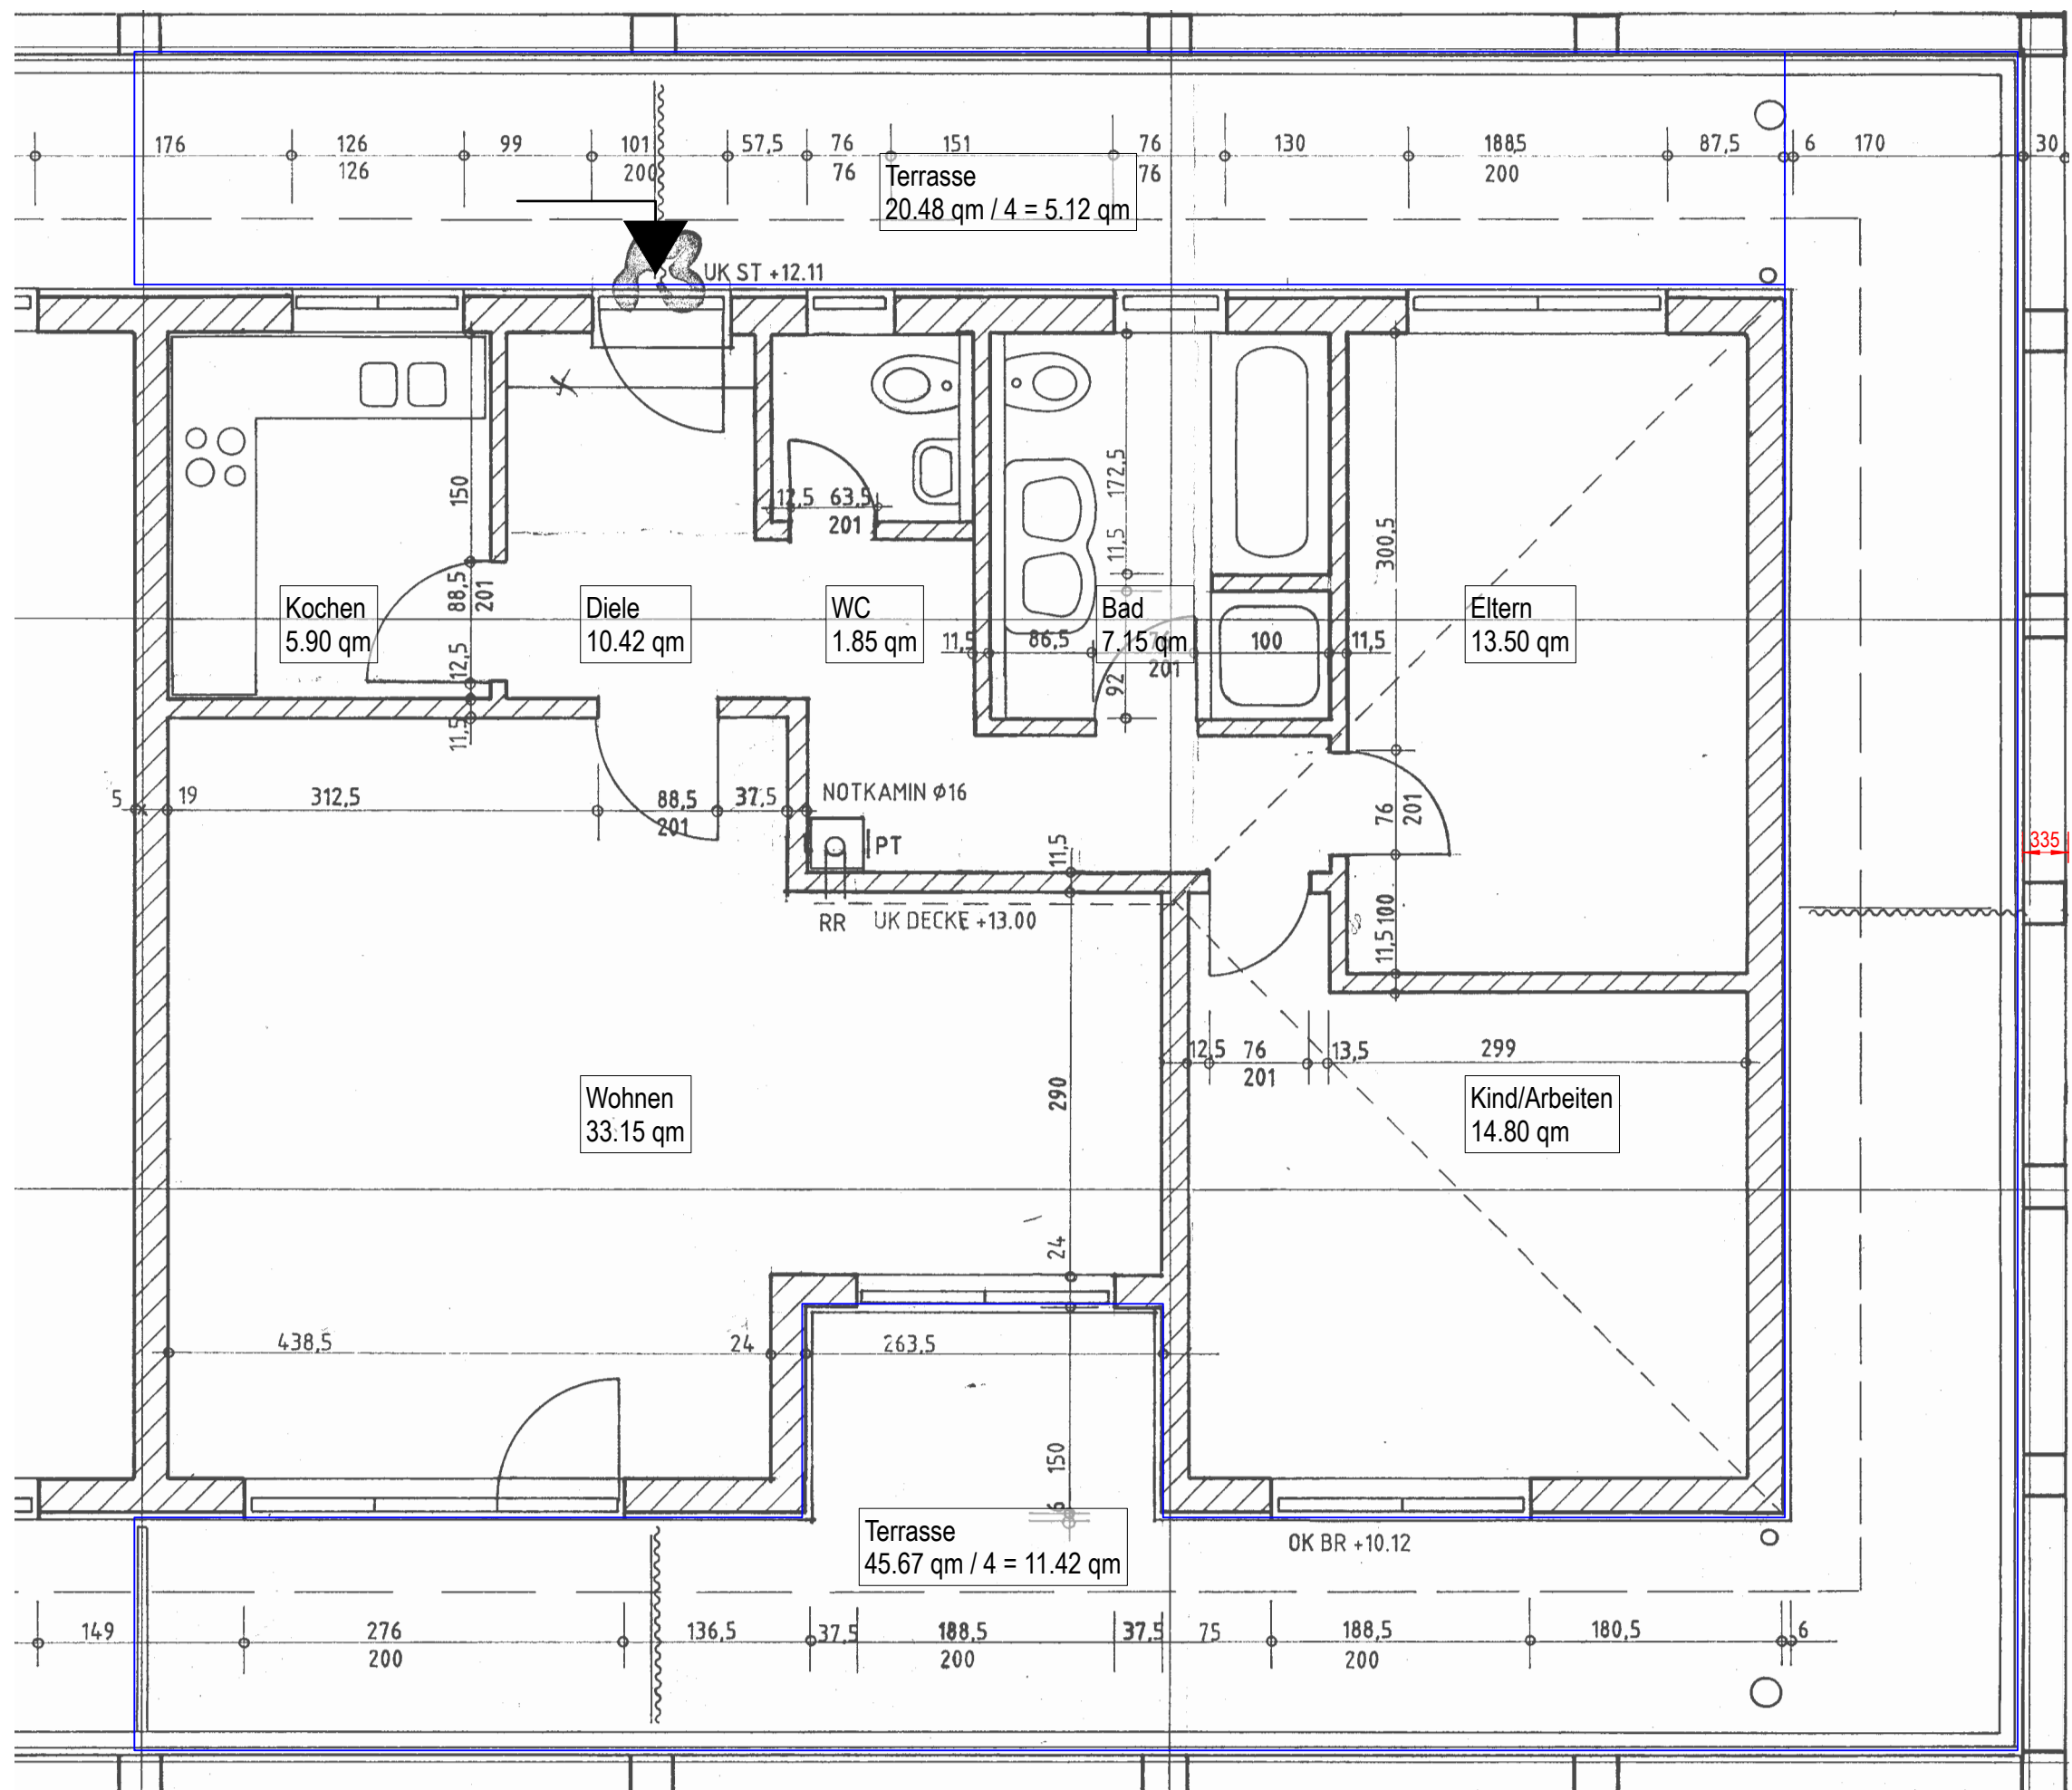 176 126 99 101 57,5 76 151 76 130 188,5 87,5 6 170 30
126 200 76 76 200
Terrasse
20.48 qm / 4 = 5.12 qm
UK ST +12.11
150
172,5
11,5
300,5
12,5 63,5
201
88,5
201
12,5
11,5
Kochen
5.90 qm
Diele
10.42 qm
WC
1.85 qm
Bad
7.15 qm
Eltern
13.50 qm
11,5 86,5 76 100 11,5
201
92
5 19 312,5 88,5 37,5
201
NOTKAMIN ø16
PT
RR
UK DECKE +13.00
11,5
76
201
100
11,5
335
12,5 76 13,5 299
201
290
Wohnen
33.15 qm
Kind/Arbeiten
14.80 qm
24
438,5 24 263,5
150
6
Terrasse
45.67 qm / 4 = 11.42 qm
OK BR +10.12
149 276 136,5 37,5 188,5 37,5 75 188,5 180,5 6
200 200 200